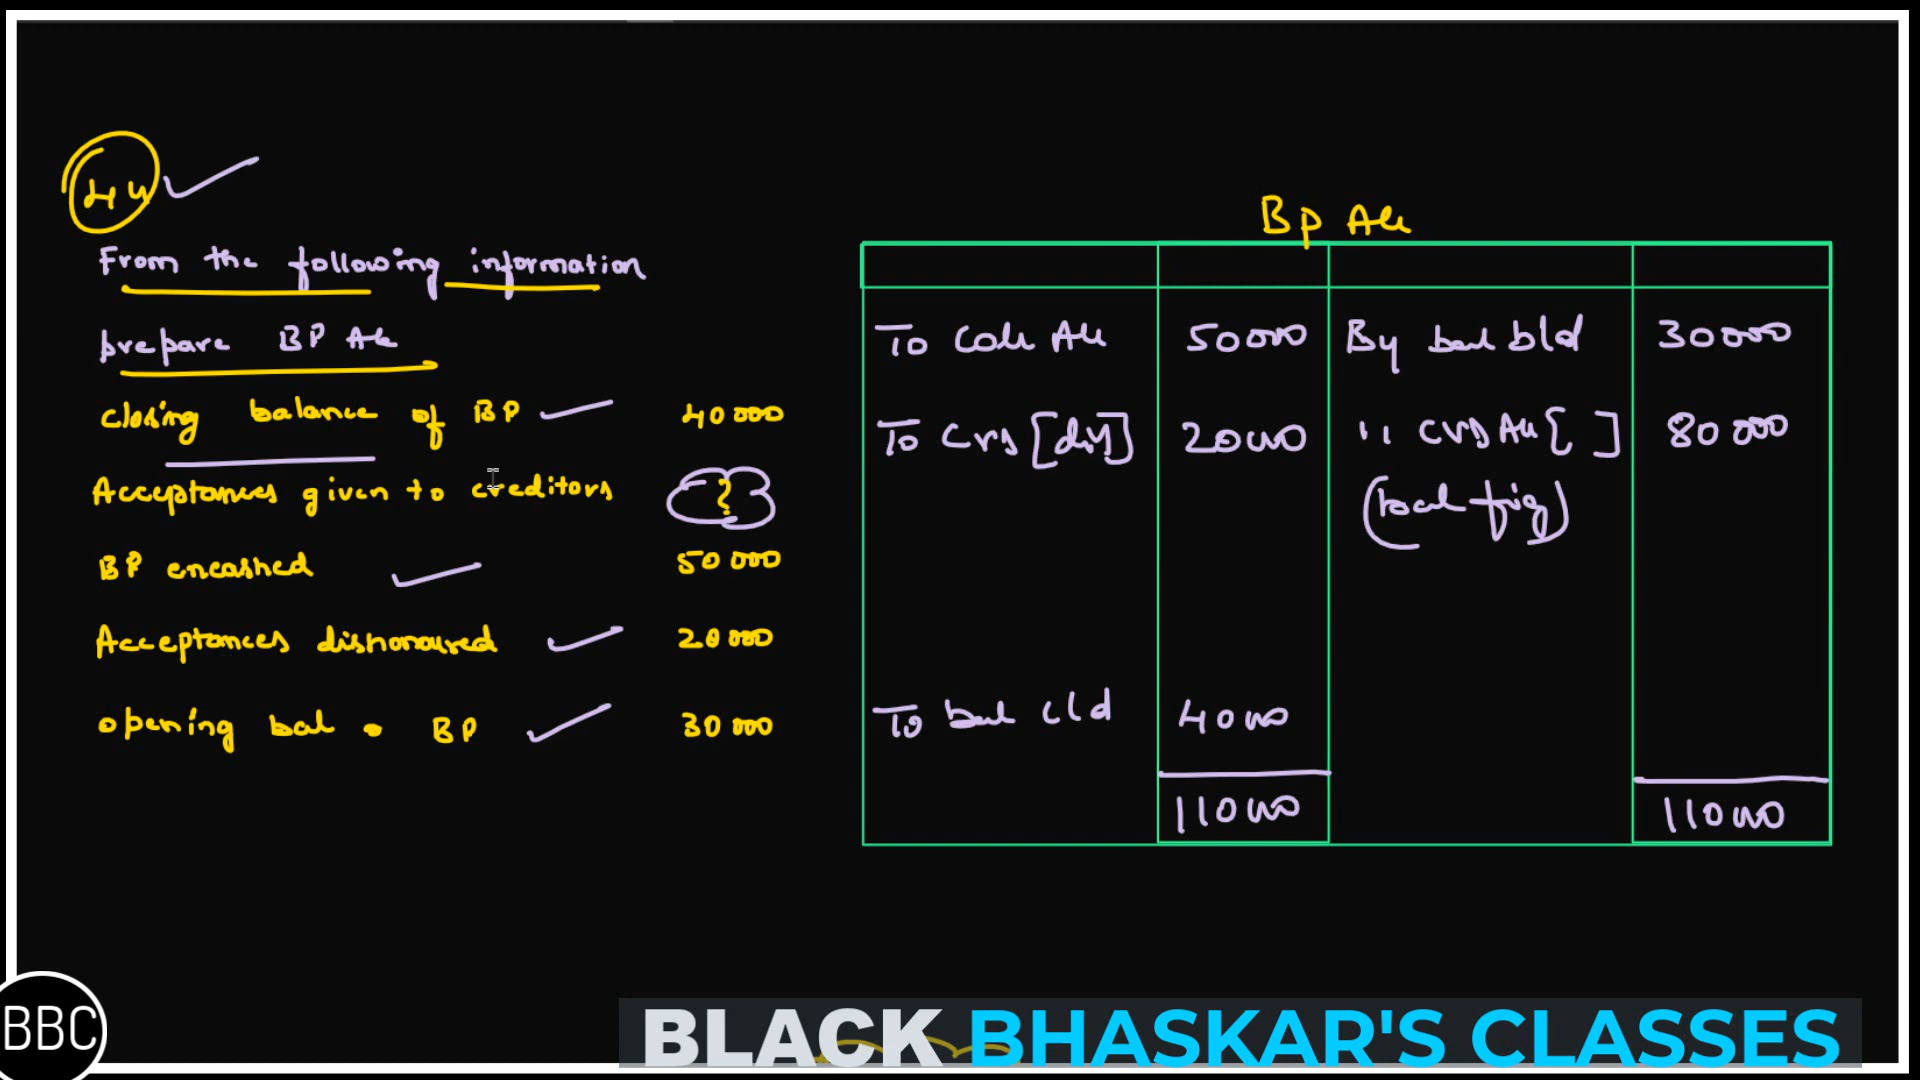 44
From the following information
prepare BP A/c
closing balance of BP 40000
Acceptances given to creditors ?
BP encashed 50000
Acceptances dishonoured 20000
opening bal o BP 30000
BP A/c
To Cash A/c 50000 By bal b/d 30000
To Crs [diy] 20000 " Crs A/c [ ] 80000
(bal fig)
To bal c/d 40000
110000 110000
BBC
BLACK BHASKAR'S CLASSES